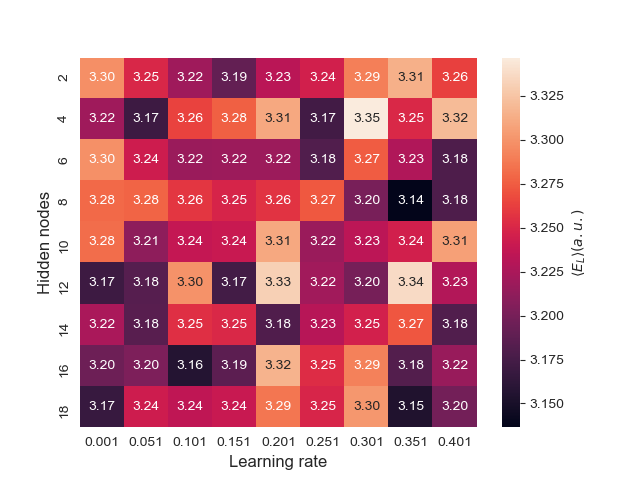 2 3.30 3.25 3.22 3.19 3.23 3.24 3.29 3.31 3.26
4 3.22 3.17 3.26 3.28 3.31 3.17 3.35 3.25 3.32
6 3.30 3.24 3.22 3.22 3.22 3.18 3.27 3.23 3.18
8 3.28 3.28 3.26 3.25 3.26 3.27 3.20 3.14 3.18
10 3.28 3.21 3.24 3.24 3.31 3.22 3.23 3.24 3.31
12 3.17 3.18 3.30 3.17 3.33 3.22 3.20 3.34 3.23
14 3.22 3.18 3.25 3.25 3.18 3.23 3.25 3.27 3.18
16 3.20 3.20 3.16 3.19 3.32 3.25 3.29 3.18 3.22
18 3.17 3.24 3.24 3.24 3.29 3.25 3.30 3.15 3.20
0.001 0.051 0.101 0.151 0.201 0.251 0.301 0.351 0.401
Learning rate
Hidden nodes
3.325
3.300
3.275
3.250
3.225
3.200
3.175
3.150
⟨E_L⟩(a. u.)